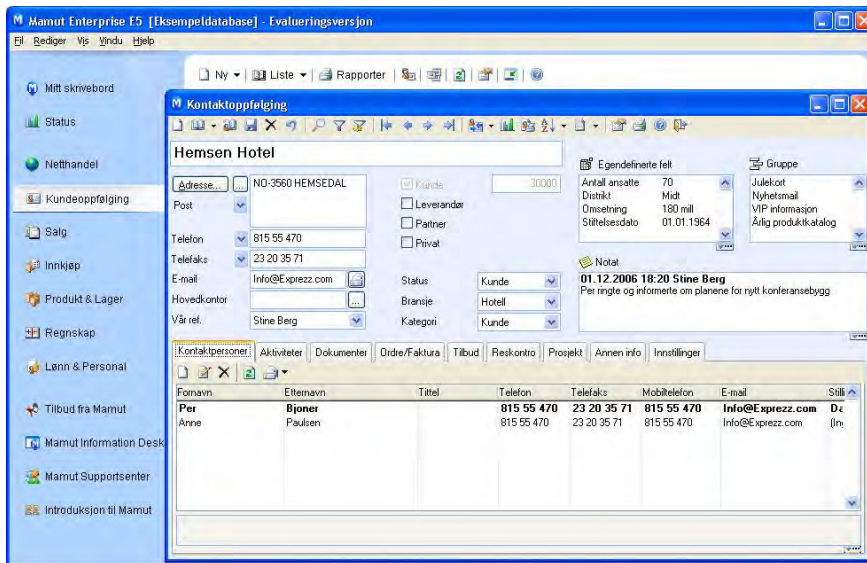 Mamut Enterprise E5 [Eksempeldatabase] - Evalueringsversjon
Fil Rediger Vis Vindu Hjelp
Ny Liste Rapporter
Mitt skrivebord
Status
Netthandel
Kundeoppfølging
Salg
Innkjøp
Produkt & Lager
Regnskap
Lønn & Personal
Tilbud fra Mamut
Mamut Information Desk
Mamut Supportsenter
Introduksjon til Mamut
Kontaktoppfølging
Hemsen Hotel
Adresse... ... NO-3560 HEMSEDAL
Post
Telefon 815 55 470
Telefaks 23 20 35 71
E-mail Info@Exprezz.com
Hovedkontor ...
Vår ref. Stine Berg
Kunde 30000
Leverandør
Partner
Privat
Status Kunde
Bransje Hotell
Kategori Kunde
Egendefinerte felt
Antall ansatte 70
Distrikt Midt
Omsetning 180 mill
Stiftelsesdato 01.01.1964
Gruppe
Julekort
Nyhetsmail
VIP informasjon
Årlig produktkatalog
Notat
01.12.2006 18:20 Stine Berg
Per ringte og informerte om planene for nytt konferansebygg
Kontaktpersoner Aktiviteter Dokumenter Ordre/Faktura Tilbud Reskontro Prosjekt Annen info Innstillinger
Fornavn Etternavn Tittel Telefon Telefaks Mobiltelefon E-mail Stilli
Per Bjoner 815 55 470 23 20 35 71 815 55 470 Info@Exprezz.com
Anne Paulsen 815 55 470 23 20 35 71 815 55 470 Info@Exprezz.com